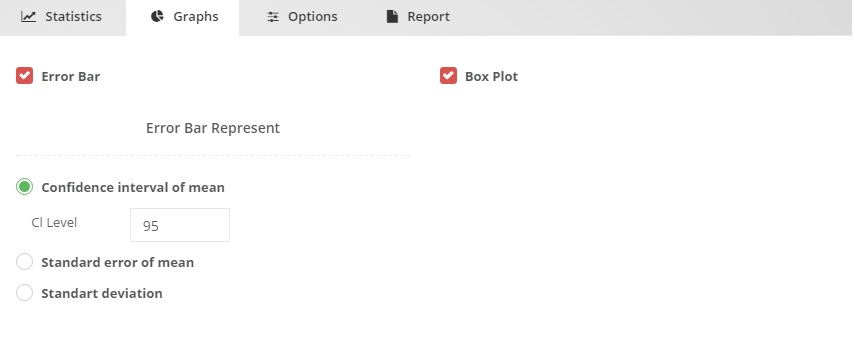 Statistics Graphs Options Report
Error Bar Box Plot
Error Bar Represent
Confidence interval of mean
Cl Level 95
Standard error of mean
Standart deviation